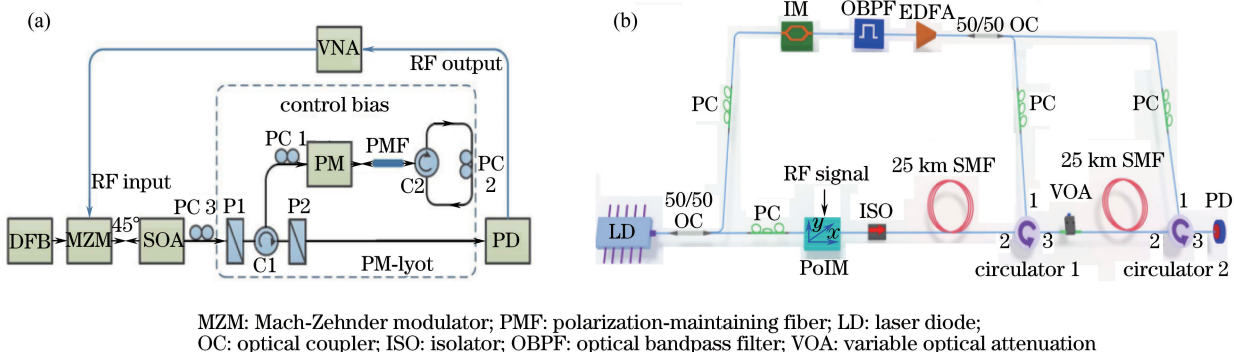 (a)
VNA
RF output
control bias
PC 1
PM
PMF
C2
PC
2
RF input
PC 3
P1
P2
DFB
MZM
45°
SOA
C1
PD
PM-lyot
(b)
IM
OBPF
EDFA
50/50 OC
PC
PC
PC
25 km SMF
25 km SMF
RF signal
VOA
50/50
OC
PC
ISO
1
1
PD
LD
y
x
2
3
2
3
PoIM
circulator 1
circulator 2
MZM: Mach-Zehnder modulator; PMF: polarization-maintaining fiber; LD: laser diode;
OC: optical coupler; ISO: isolator; OBPF: optical bandpass filter; VOA: variable optical attenuation